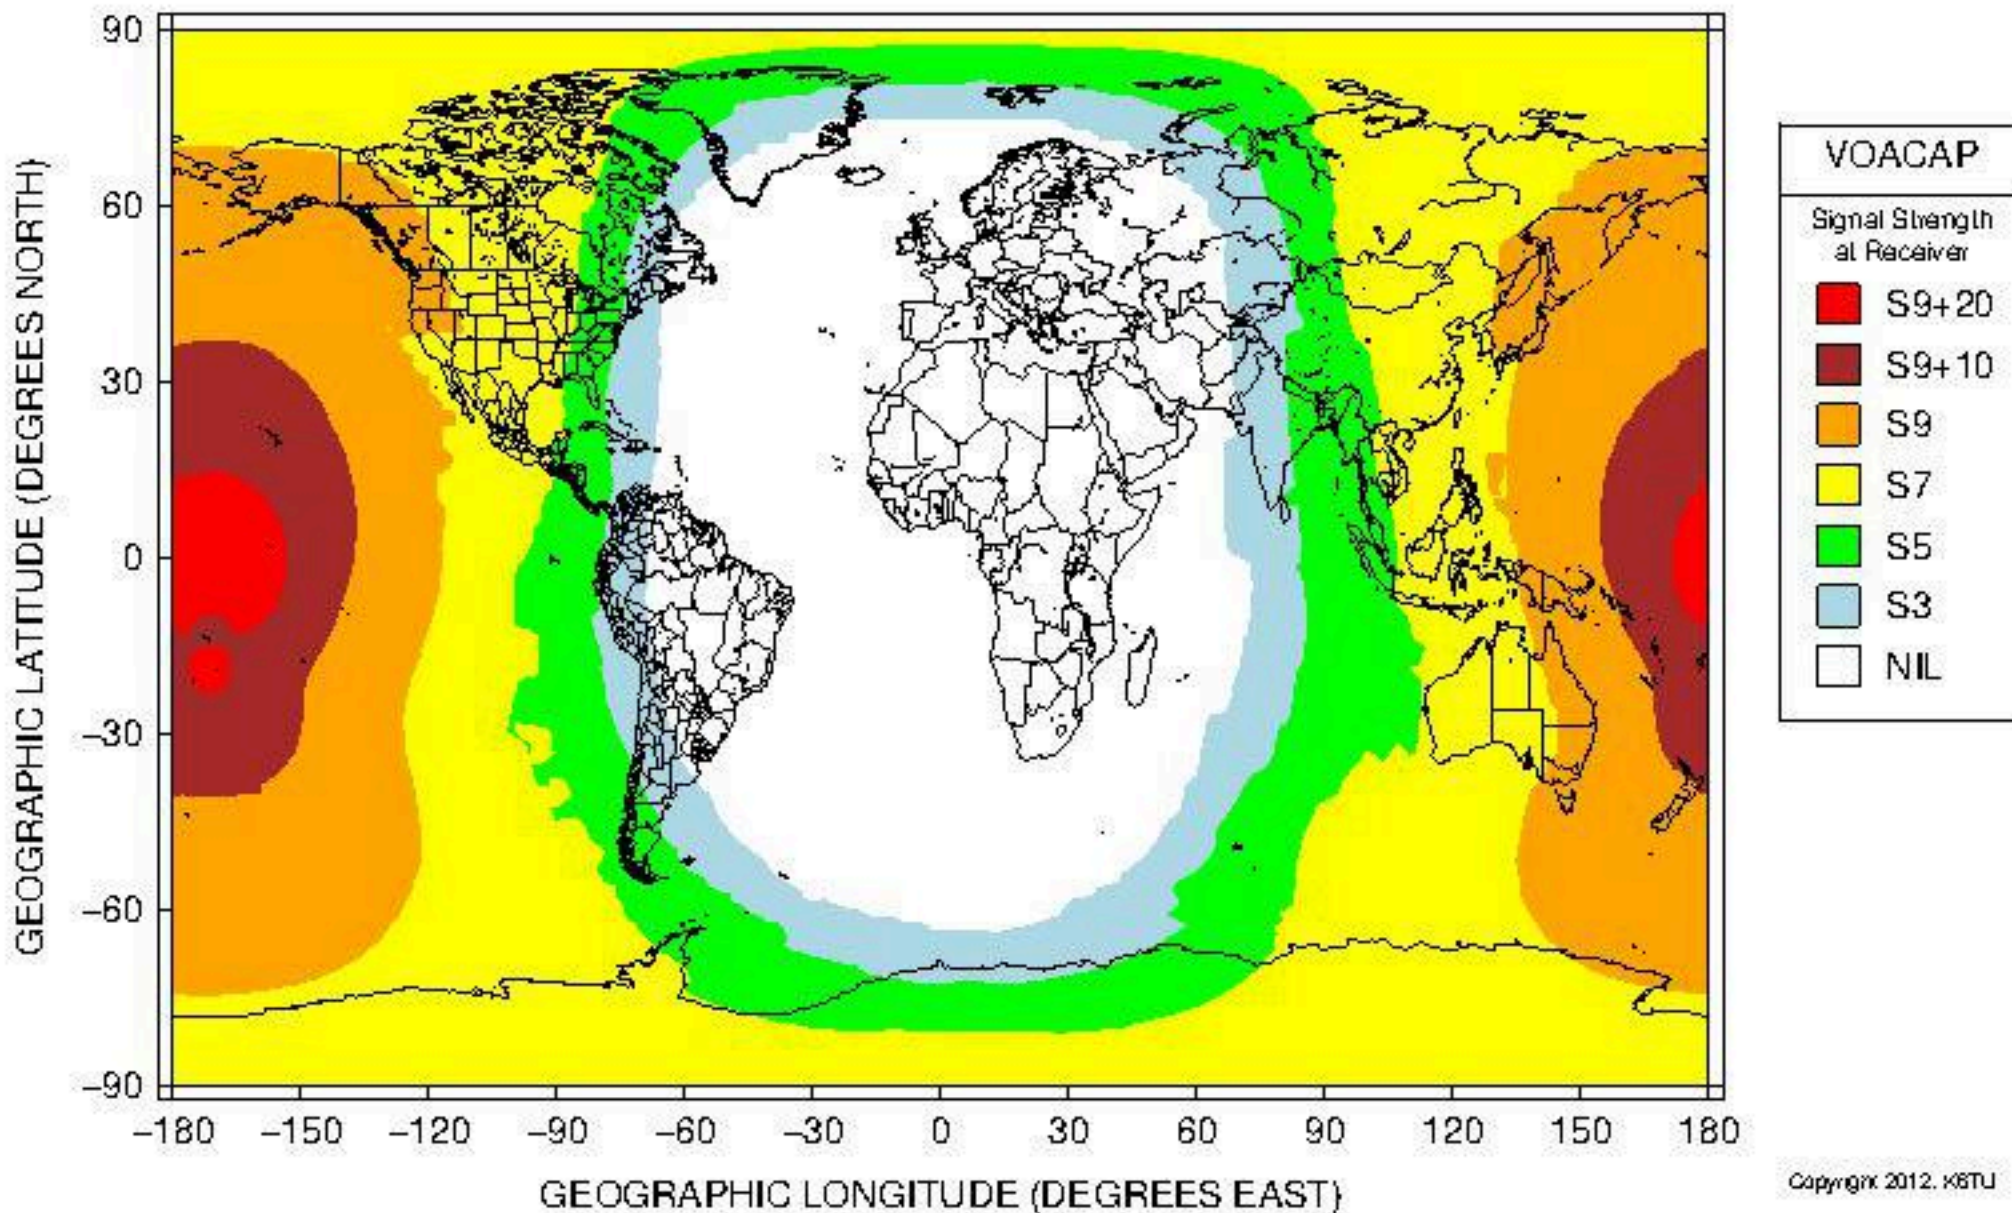 90
60
30
0
−30
−60
−90
GEOGRAPHIC LATITUDE (DEGREES NORTH)
−180 −150 −120 −90 −60 −30 0 30 60 90 120 150 180
GEOGRAPHIC LONGITUDE (DEGREES EAST)
VOACAP
Signal Strength
at Receiver
S9+20
S9+10
S9
S7
S5
S3
NIL
Copyright 2012, K6TU